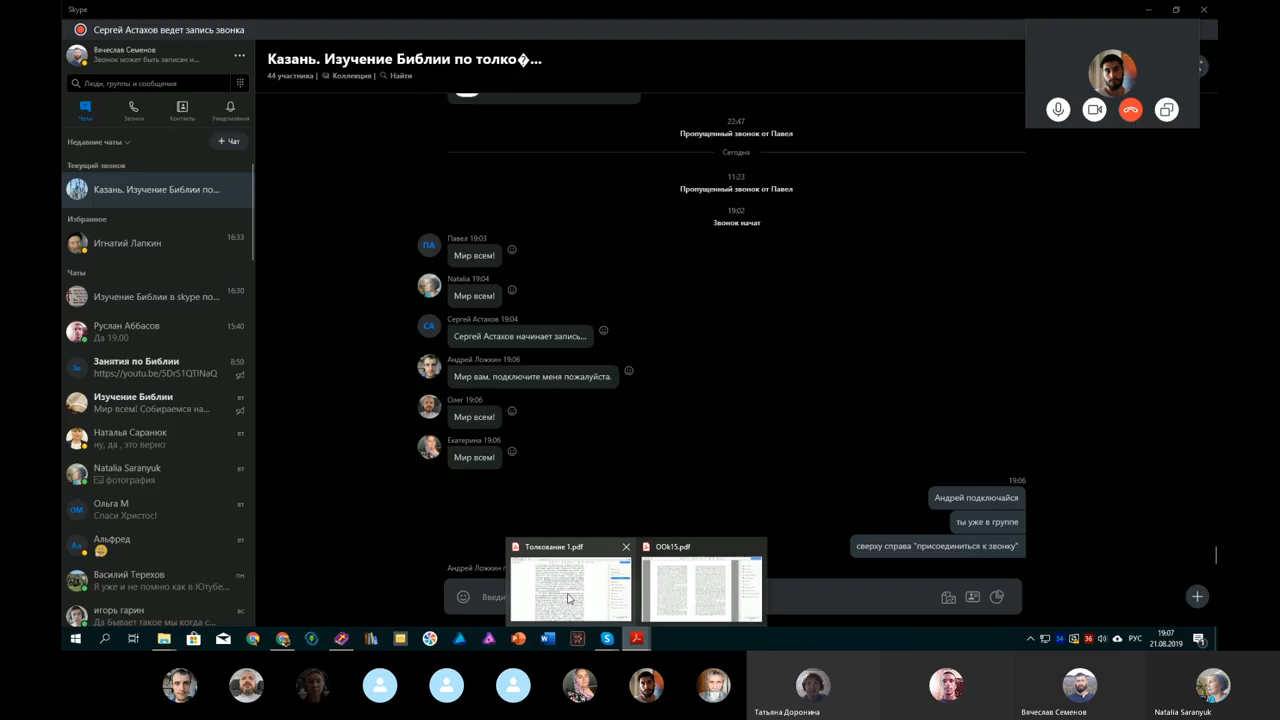 Skype
Сергей Астахов ведет запись звонка
Вячеслав Семенов
Звонок может быть записан и...
Люди, группы и сообщения
Чаты
Звонки
Контакты
Уведомления
Недавние чаты
Чат
Текущий звонок
Казань. Изучение Библии по...
Избранное
Игнатий Лапкин
16:33
Чаты
Изучение Библии в skype по...
16:30
Руслан Аббасов
15:40
Да 19.00
Занятия по Библии
8:50
https://youtu.be/5DrS1QTlNaQ
Изучение Библии
вт
Мир всем! Собираемся на...
Наталья Саранюк
вт
ну, да , это верно
Natalia Saranyuk
вт
фотография
Ольга М
вт
Спаси Христос!
Альфред
вт
Василий Терехов
пн
Я уже и не помню как в Ютубе...
игорь гарин
вс
Да бывает такое мы когда с...
Казань. Изучение Библии по толко�...
44 участника | Коллекция | Найти
22:47
Пропущенный звонок от Павел
Сегодня
11:23
Пропущенный звонок от Павел
19:02
Звонок начат
Павел 19:03
ПА
Мир всем!
Natalia 19:04
Мир всем!
Сергей Астахов 19:04
СА
Сергей Астахов начинает запись...
Андрей Ложкин 19:06
Мир вам, подключите меня пожалуйста.
Олег 19:06
Мир всем!
Екатерина 19:06
Мир всем!
19:06
Андрей подключайся
ты уже в группе
сверху справа "присоединиться к звонку"
Толкование 1.pdf
OOk15.pdf
Андрей Ложкин п
Введи
34
36
РУС
19:07
21.08.2019
Татьяна Доронина
Вячеслав Семенов
Natalia Saranyuk